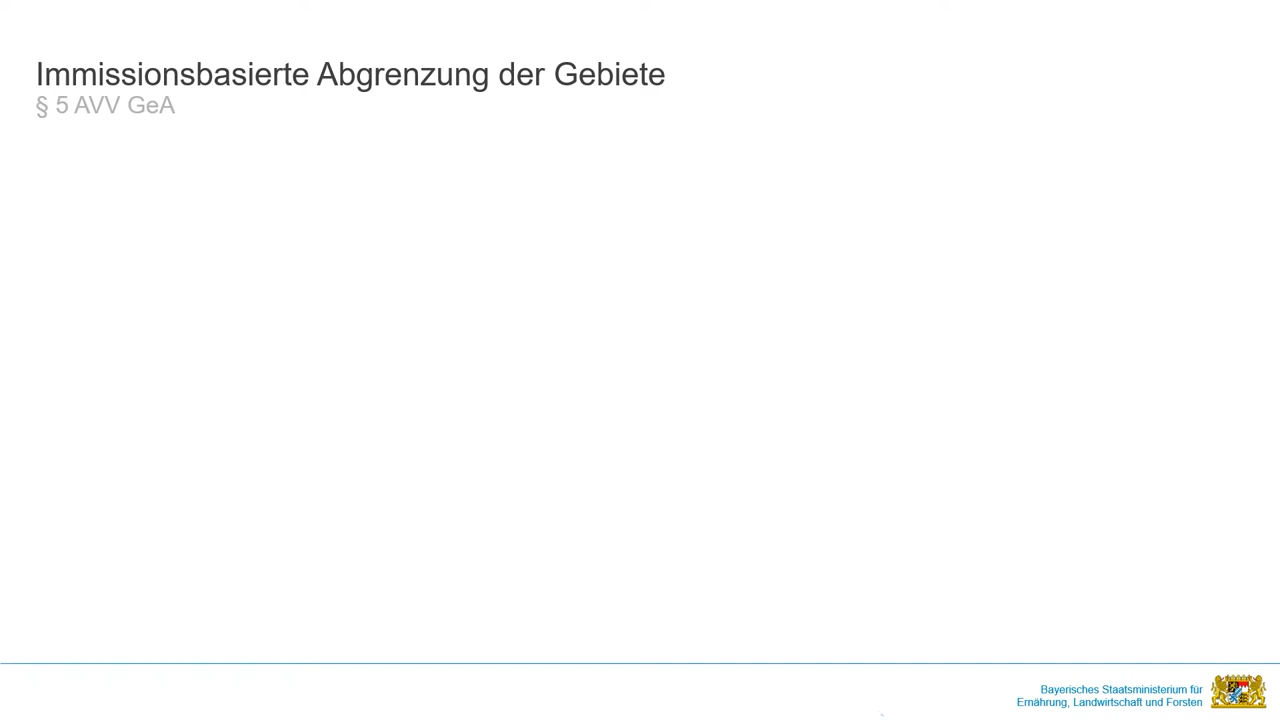 Immissionsbasierte Abgrenzung der Gebiete
§ 5 AVV GeA
Bayerisches Staatsministerium für
Ernährung, Landwirtschaft und Forsten